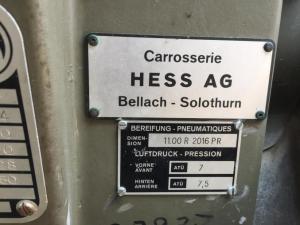 Carrosserie
HESS AG
Bellach - Solothurn
BEREIFUNG - PNEUMATIQUES
DIMEN-
SION 11.00 R 2016 PR
LUFTDRUCK - PRESSION
VORNE
AVANT ATÜ 7
HINTEN
ARRIÈRE ATÜ 7,5